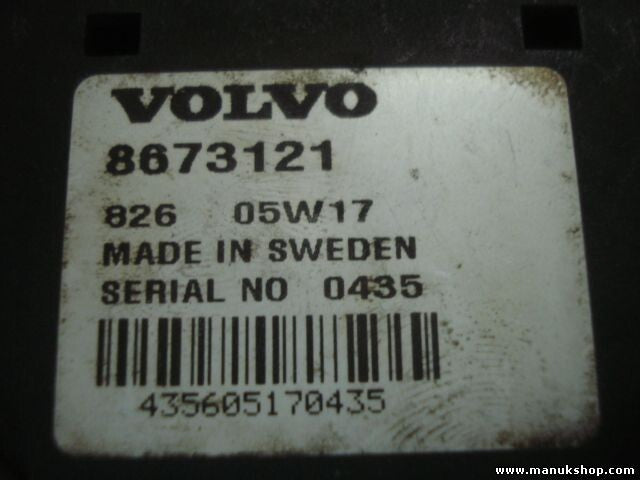 VOLVO
8673121
826 05W17
MADE IN SWEDEN
SERIAL NO 0435
435605170435
www.manukshop.com